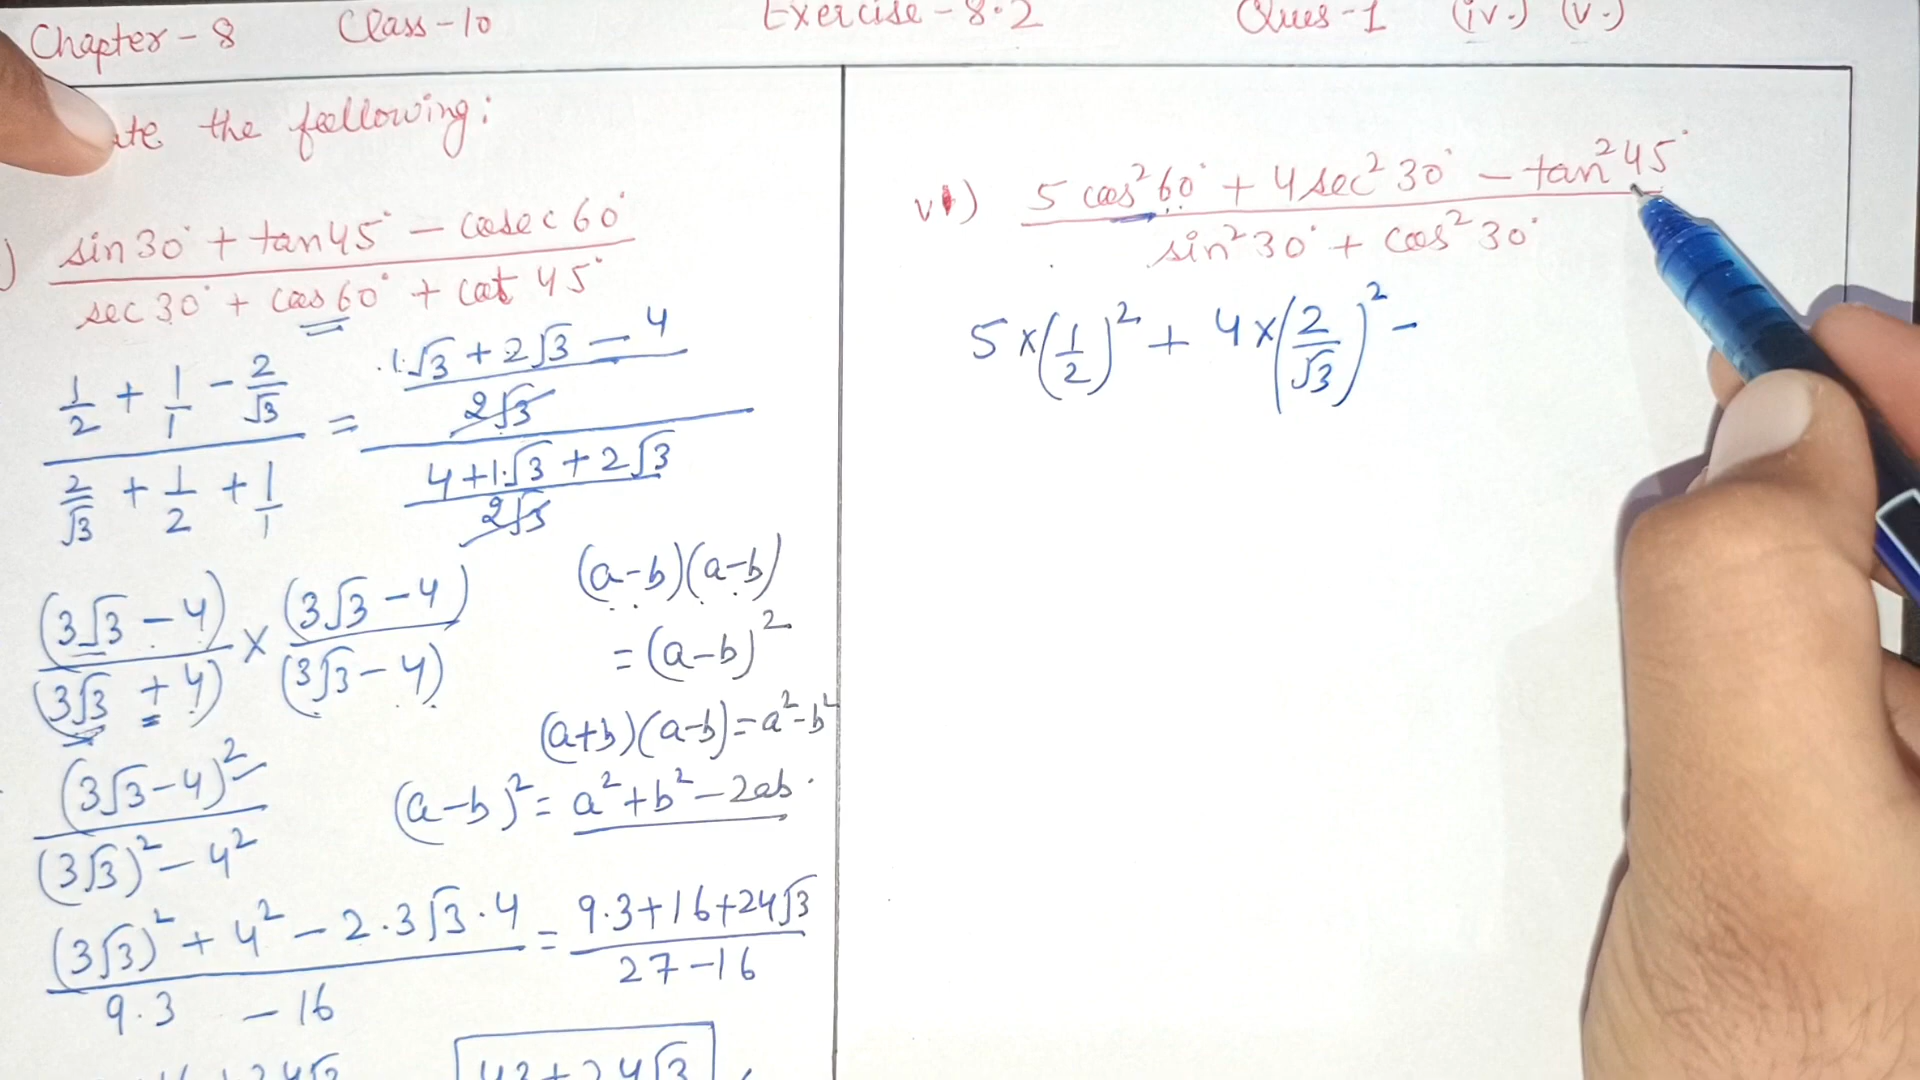 Chapter - 8 Class - 10 Exercise - 8.2 Ques - 1 (iv.) (v.)
ate the following:
) sin 30° + tan 45° - cosec 60°
sec 30° + cos 60° + cot 45°
1/2 + 1/1 - 2/√3
2/√3 + 1/2 + 1/1
=
1.√3 + 2√3 - 4
2√3
4 + 1.√3 + 2√3
2√3
(3√3 - 4) × (3√3 - 4)
(3√3 + 4) (3√3 - 4)
(a-b)(a-b)
= (a-b)²
(a+b)(a-b) = a²-b²
(3√3 - 4)²
(3√3)² - 4²
(a-b)² = a² + b² - 2ab
(3√3)² + 4² - 2.3√3.4 = 9.3 + 16 + 24√3
9.3 - 16 27 - 16
43 + 24√3
v) 5 cos² 60° + 4 sec² 30° - tan² 45°
sin² 30° + cos² 30°
5 × (1/2)² + 4 × (2/√3)² -